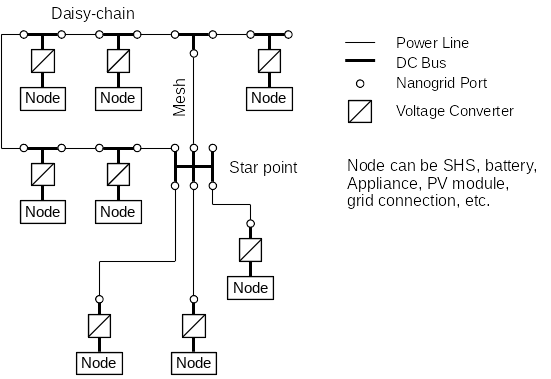 Daisy-chain
Power Line
DC Bus
Nanogrid Port
Voltage Converter
Node
Node
Node
Mesh
Star point
Node can be SHS, battery,
Appliance, PV module,
grid connection, etc.
Node
Node
Node
Node
Node